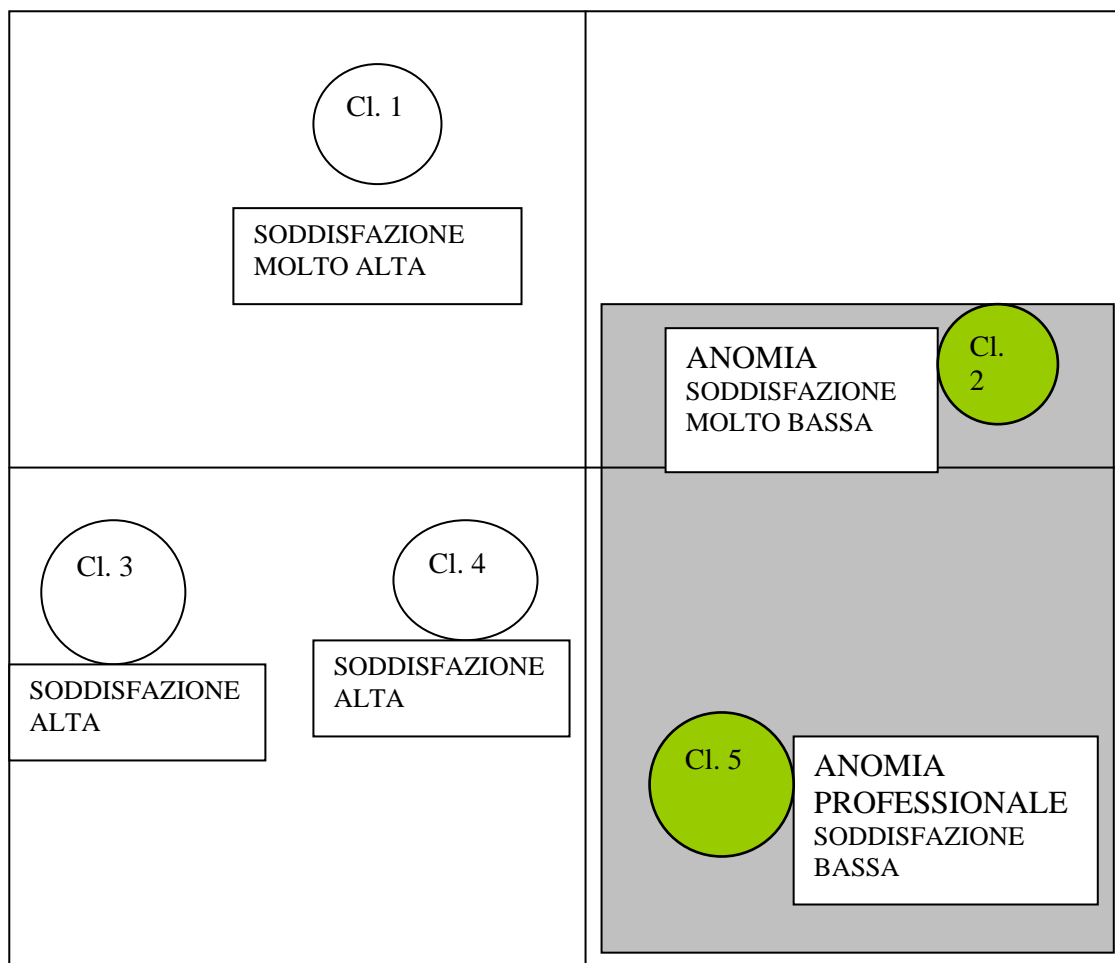 Cl. 1
SODDISFAZIONE
MOLTO ALTA
ANOMIA
SODDISFAZIONE
MOLTO BASSA
Cl.
2
Cl. 3
SODDISFAZIONE
ALTA
Cl. 4
SODDISFAZIONE
ALTA
Cl. 5
ANOMIA
PROFESSIONALE
SODDISFAZIONE
BASSA